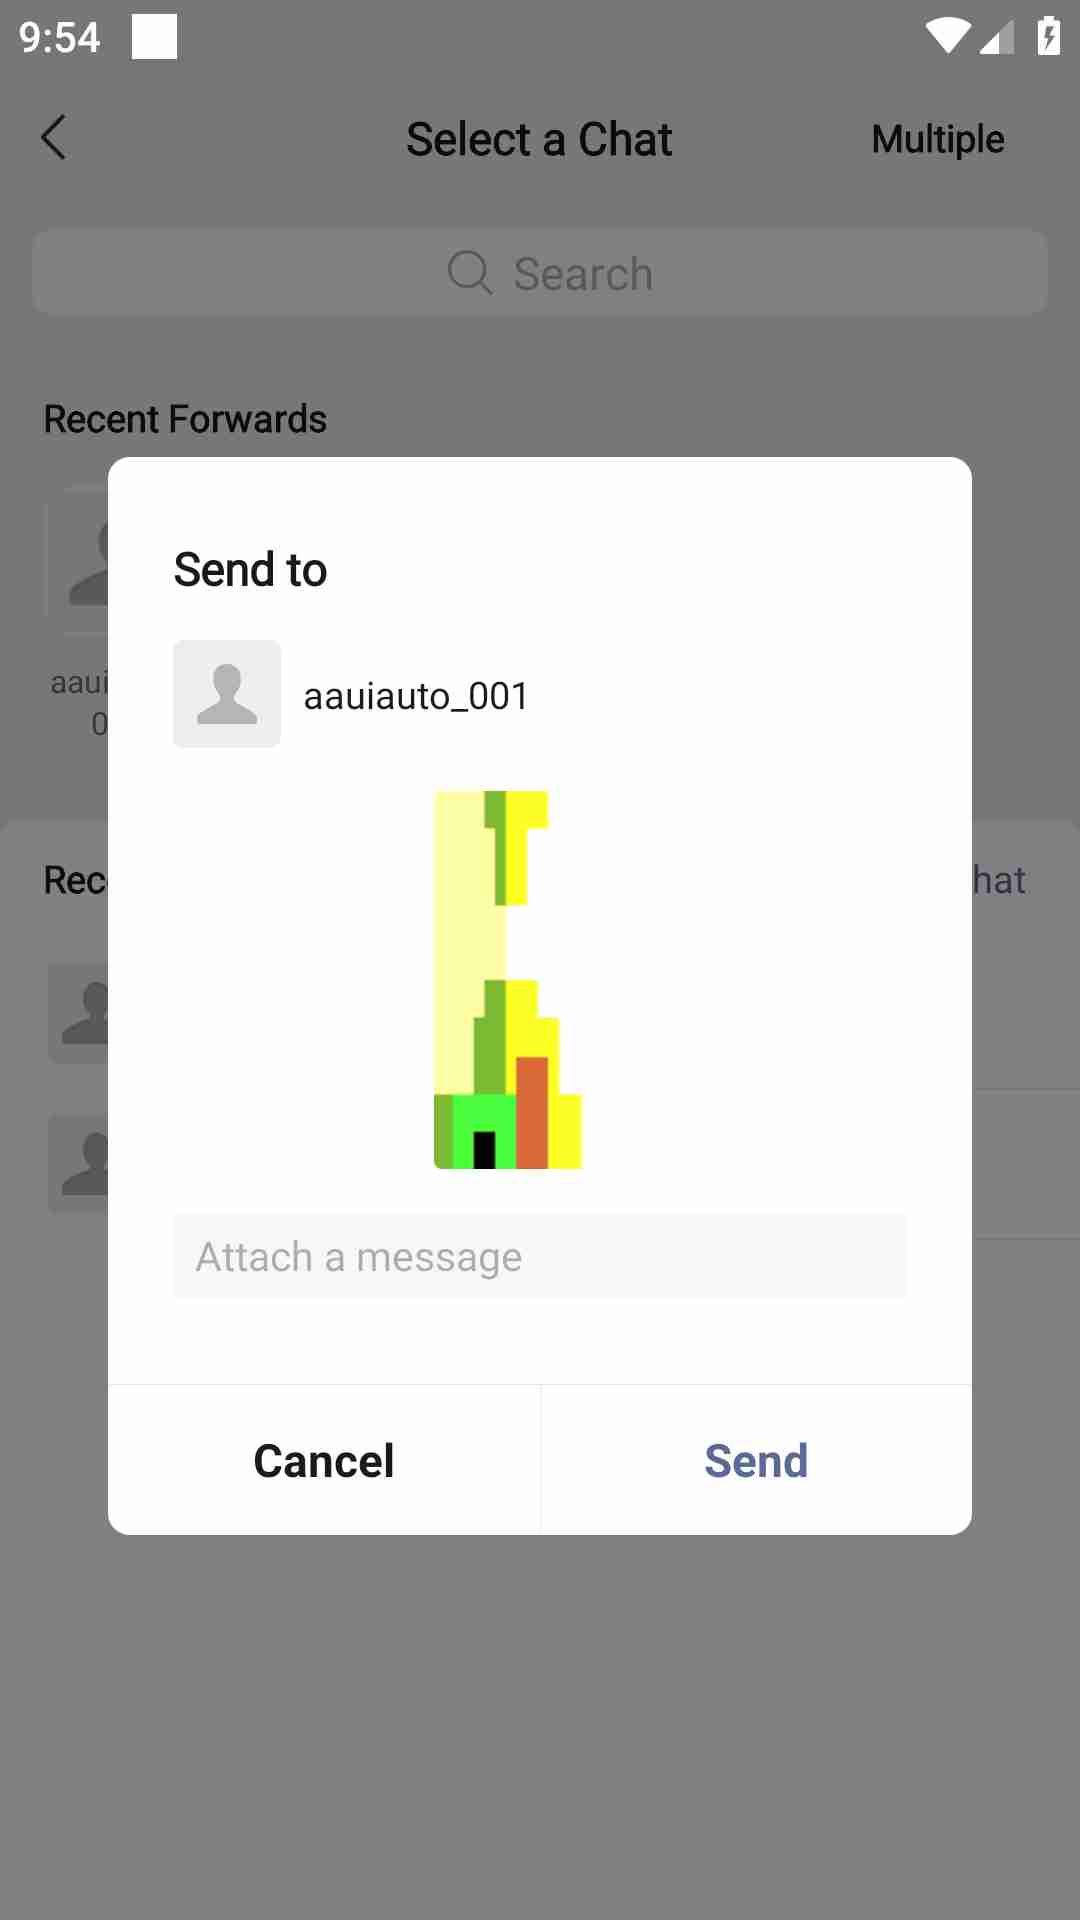 9:54
Select a Chat
Multiple
Search
Recent Forwards
aaui
0
Send to
aauiauto_001
Rec
hat
Attach a message
Cancel
Send